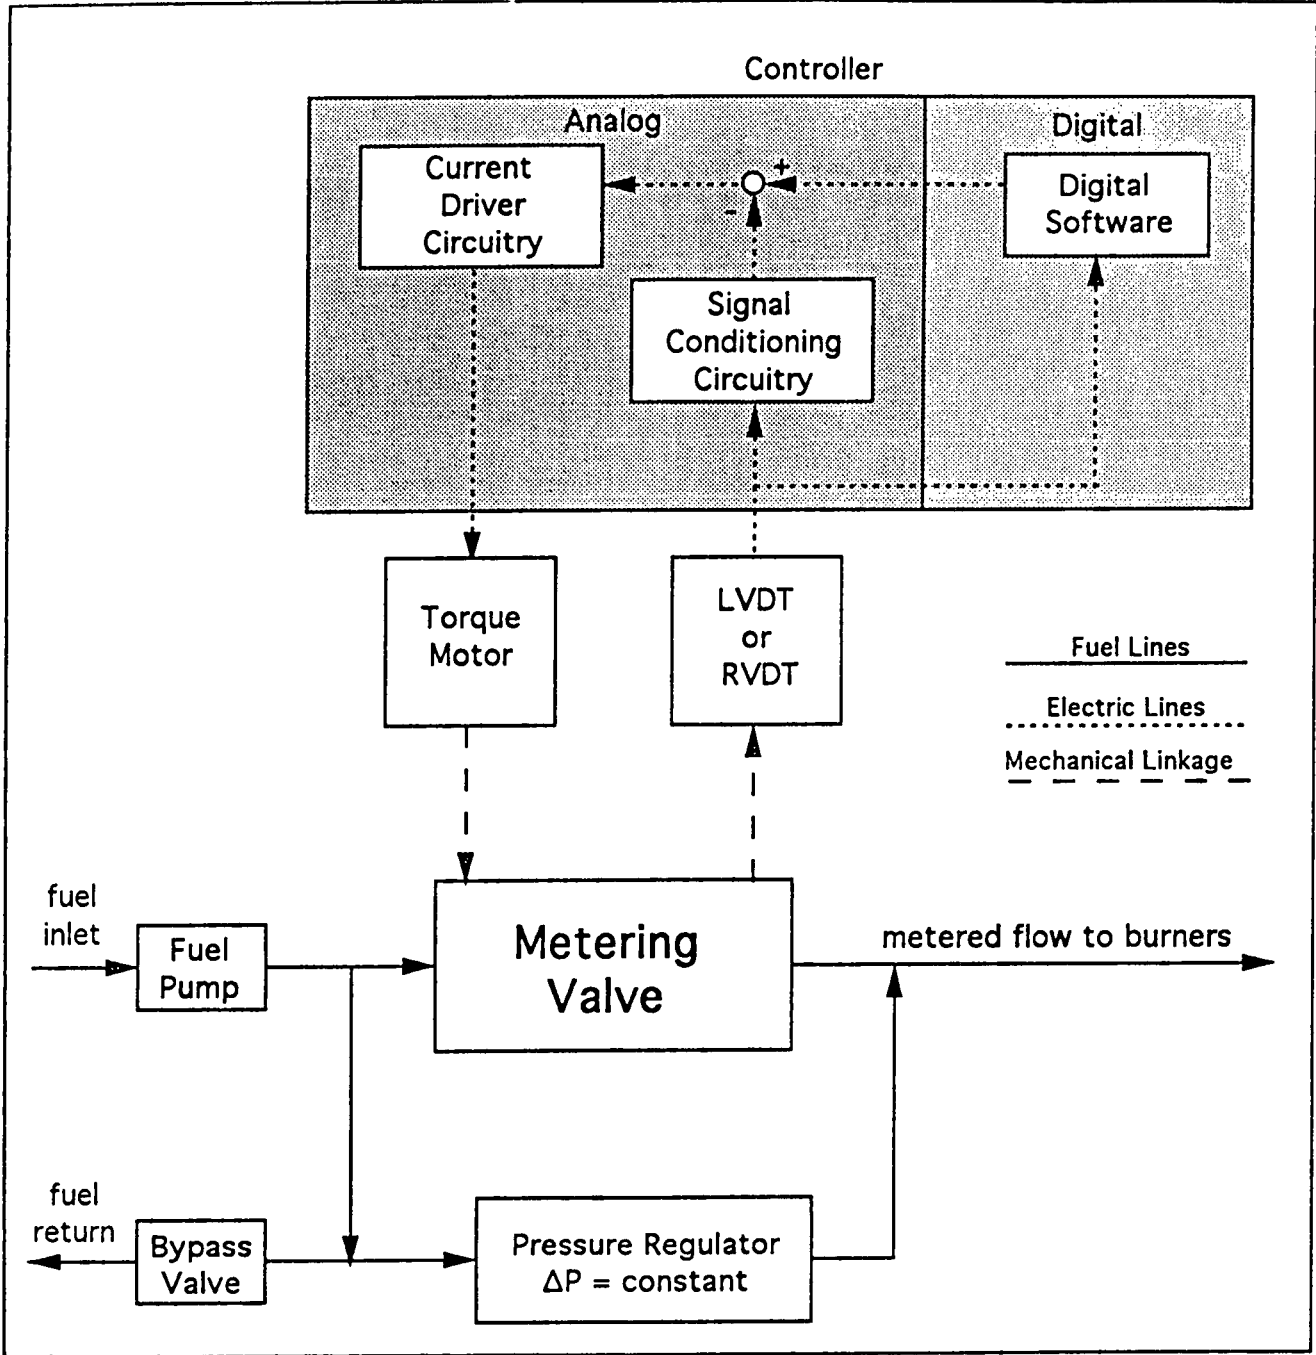 Controller
Analog
Digital
Current
Driver
Circuitry
+
-
Digital
Software
Signal
Conditioning
Circuitry
Torque
Motor
LVDT
or
RVDT
Fuel Lines
Electric Lines
Mechanical Linkage
fuel
inlet
Fuel
Pump
Metering
Valve
metered flow to burners
fuel
return
Bypass
Valve
Pressure Regulator
ΔP = constant